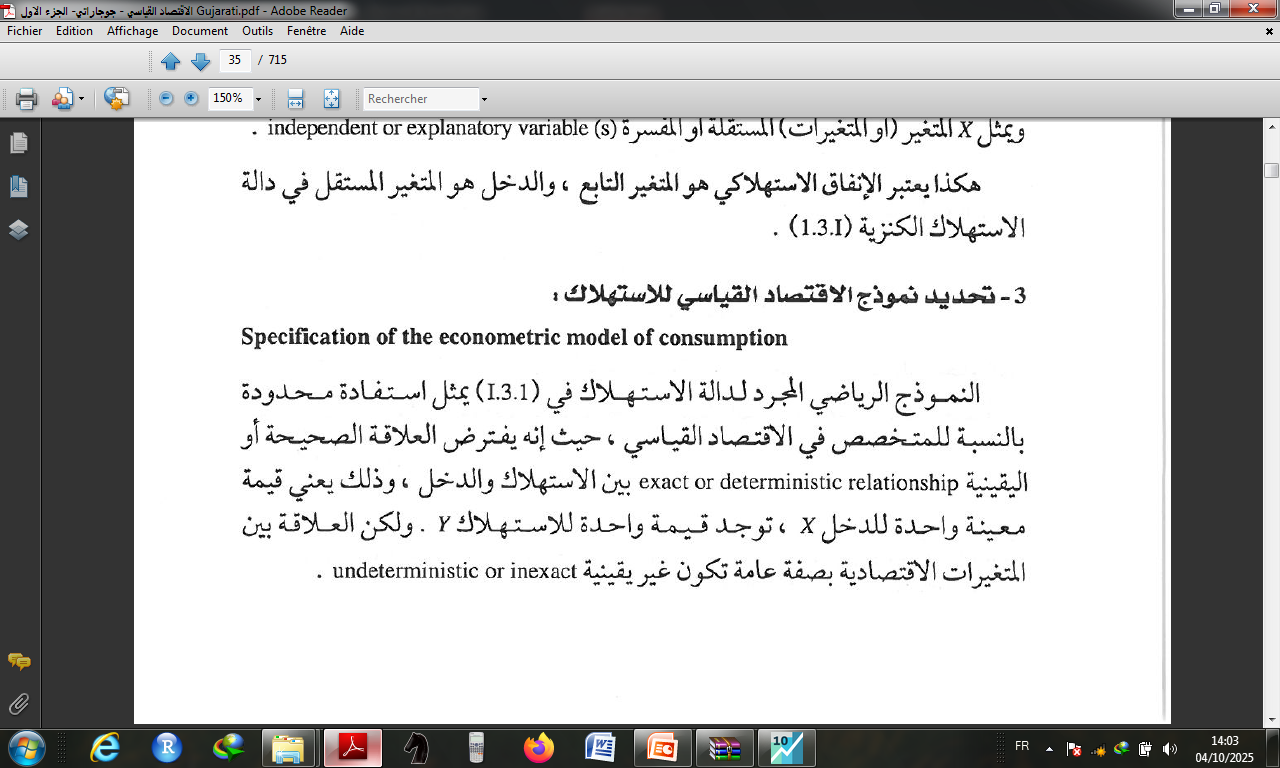 الاقتصاد القياسي - جوجاراتي- الجزء الاول Gujarati.pdf - Adobe Reader
Fichier Edition Affichage Document Outils Fenêtre Aide
35 / 715
150% Rechercher
ويمثل X المتغير (أو المتغيرات) المستقلة أو المفسرة independent or explanatory variable (s) .
هكذا يعتبر الإنفاق الاستهلاكي هو المتغير التابع ، والدخل هو المتغير المستقل في دالة
الاستهلاك الكنزية (1.3.I) .
3 - تحديد نموذج الاقتصاد القياسي للاستهلاك :
Specification of the econometric model of consumption
النموذج الرياضي المجرد لدالة الاستهلاك في (I.3.1) يمثل استفادة محدودة
بالنسبة للمتخصص في الاقتصاد القياسي ، حيث إنه يفترض العلاقة الصحيحة أو
اليقينية exact or deterministic relationship بين الاستهلاك والدخل ، وذلك يعني قيمة
معينة واحدة للدخل X ، توجد قيمة واحدة للاستهلاك Y . ولكن العلاقة بين
المتغيرات الاقتصادية بصفة عامة تكون غير يقينية undeterministic or inexact .
10
FR
14:03
04/10/2025